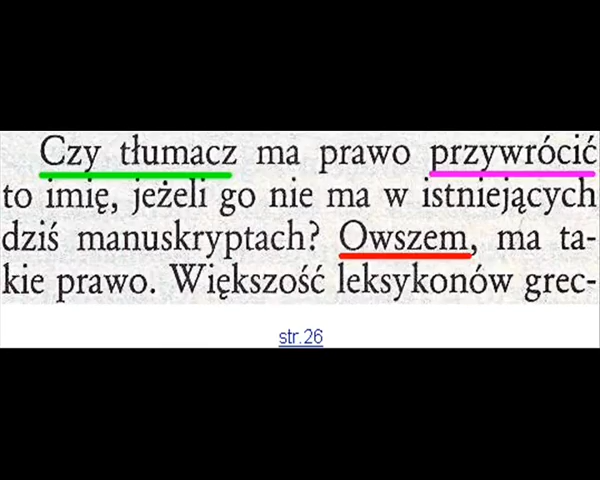 Czy tłumacz ma prawo przywrócić
to imię, jeżeli go nie ma w istniejących
dziś manuskryptach? Owszem, ma ta-
kie prawo. Większość leksykonów grec-
str.26